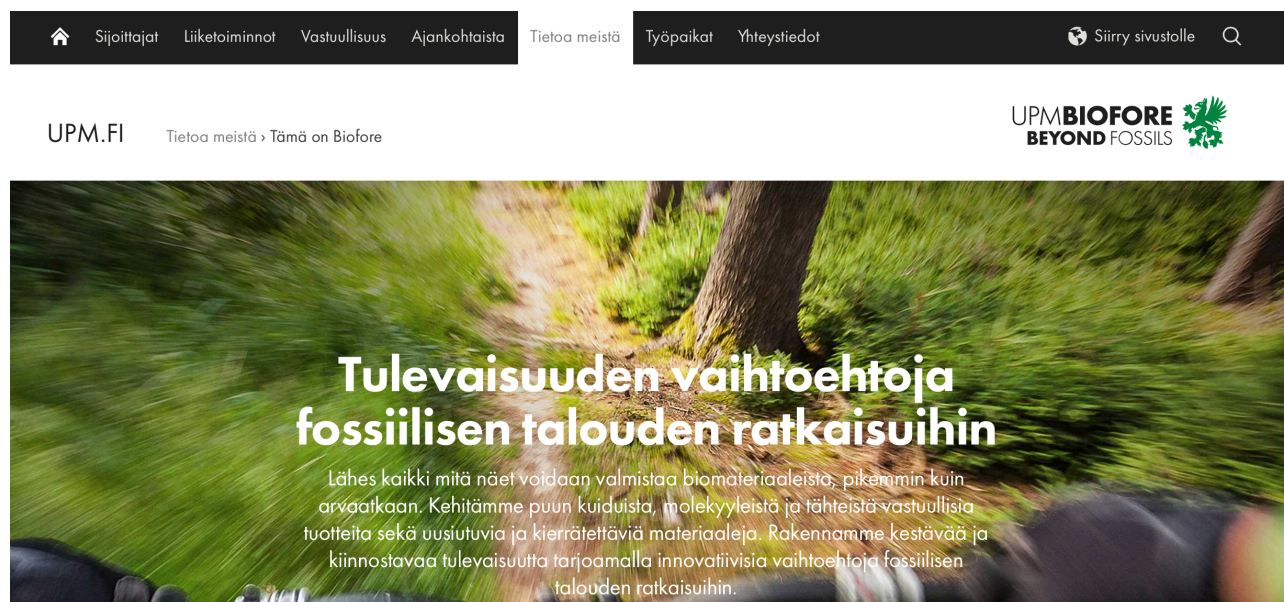 Sijoittajat Liiketoiminnot Vastuullisuus Ajankohtaista Tietoa meistä Työpaikat Yhteystiedot Siirry sivustolle
UPM.FI Tietoa meistä › Tämä on Biofore
UPMBIOFORE
BEYOND FOSSILS
Tulevaisuuden vaihtoehtoja
fossiilisen talouden ratkaisuihin
Lähes kaikki mitä näet voidaan valmistaa biomateriaaleista, pikemmin kuin
arvaatkaan. Kehitämme puun kuiduista, molekyyleistä ja tähteistä vastuullisia
tuotteita sekä uusiutuvia ja kierrätettäviä materiaaleja. Rakennamme kestävää ja
kiinnostavaa tulevaisuutta tarjoamalla innovatiivisia vaihtoehtoja fossiilisen
talouden ratkaisuihin.